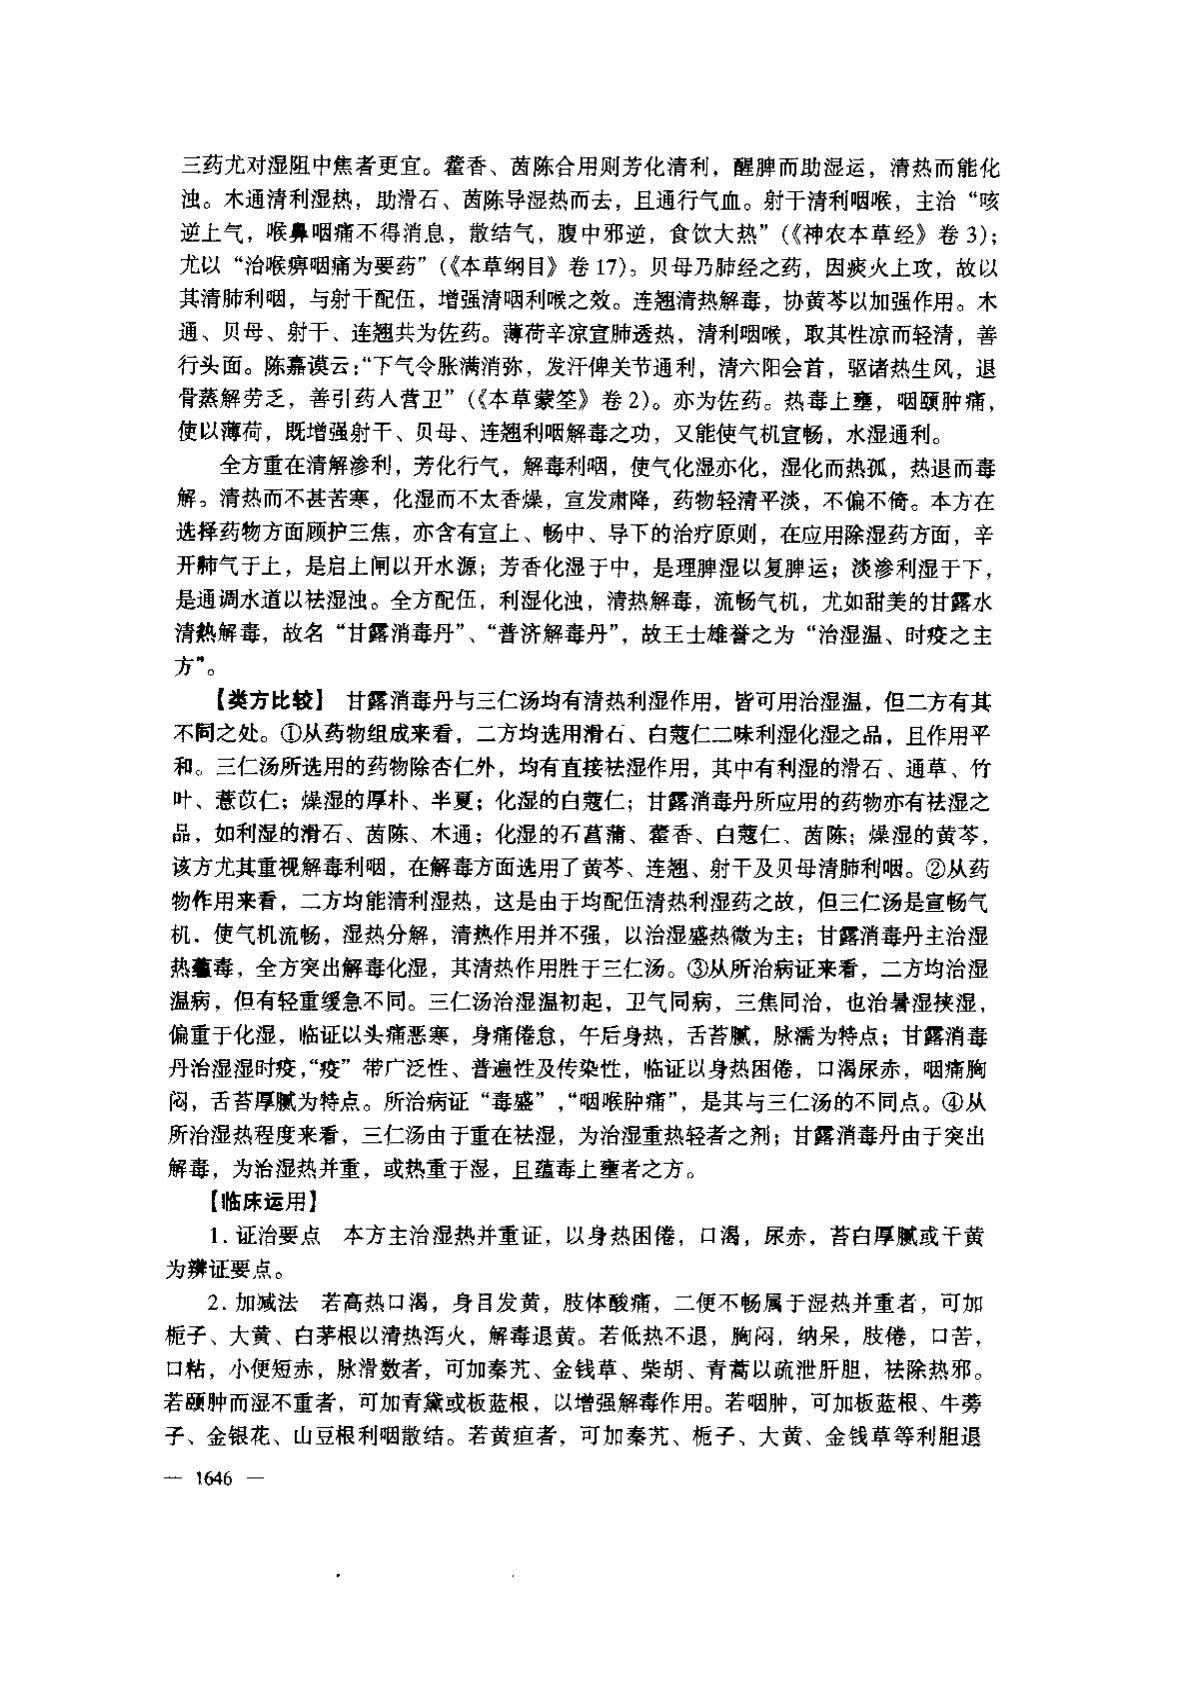 三药尤对湿阻中焦者更宜。藿香、茵陈合用则芳化清利，醒脾而助湿运，清热而能化
浊。木通清利湿热，助滑石、茵陈导湿热而去，且通行气血。射干清利咽喉，主治“咳
逆上气，喉鼻咽痛不得消息，散结气，腹中邪逆，食饮大热”（《神农本草经》卷3）；
尤以“治喉痹咽痛为要药”（《本草纲目》卷17）。贝母乃肺经之药，因痰火上攻，故以
其清肺利咽，与射干配伍，增强清咽利喉之效。连翘清热解毒，协黄芩以加强作用。木
通、贝母、射干、连翘共为佐药。薄荷辛凉宣肺透热，清利咽喉，取其性凉而轻清，善
行头面。陈嘉谟云：“下气令胀满消弥，发汗俾关节通利，清六阳会首，驱诸热生风，退
骨蒸解劳乏，善引药入营卫”（《本草蒙筌》卷2）。亦为佐药。热毒上壅，咽颐肿痛，
使以薄荷，既增强射干、贝母、连翘利咽解毒之功，又能使气机宣畅，水湿通利。
全方重在清解渗利，芳化行气，解毒利咽，使气化湿亦化，湿化而热孤，热退而毒
解。清热而不甚苦寒，化湿而不太香燥，宣发肃降，药物轻清平淡，不偏不倚。本方在
选择药物方面顾护三焦，亦含有宣上、畅中、导下的治疗原则，在应用除湿药方面，辛
开肺气于上，是启上闸以开水源；芳香化湿于中，是理脾湿以复脾运；淡渗利湿于下，
是通调水道以祛湿浊。全方配伍，利湿化浊，清热解毒，流畅气机，尤如甜美的甘露水
清热解毒，故名“甘露消毒丹”、“普济解毒丹”，故王士雄誉之为“治湿温、时疫之主
方”。
【类方比较】 甘露消毒丹与三仁汤均有清热利湿作用，皆可用治湿温，但二方有其
不同之处。①从药物组成来看，二方均选用滑石、白蔻仁二味利湿化湿之品，且作用平
和。三仁汤所选用的药物除杏仁外，均有直接祛湿作用，其中有利湿的滑石、通草、竹
叶、薏苡仁；燥湿的厚朴、半夏；化湿的白蔻仁；甘露消毒丹所应用的药物亦有祛湿之
品，如利湿的滑石、茵陈、木通；化湿的石菖蒲、藿香、白蔻仁、茵陈；燥湿的黄芩，
该方尤其重视解毒利咽，在解毒方面选用了黄芩、连翘、射干及贝母清肺利咽。②从药
物作用来看，二方均能清利湿热，这是由于均配伍清热利湿药之故，但三仁汤是宣畅气
机，使气机流畅，湿热分解，清热作用并不强，以治湿盛热微为主；甘露消毒丹主治湿
热蕴毒，全方突出解毒化湿，其清热作用胜于三仁汤。③从所治病证来看，二方均治湿
温病，但有轻重缓急不同。三仁汤治湿温初起，卫气同病，三焦同治，也治暑湿挟湿，
偏重于化湿，临证以头痛恶寒，身痛倦怠，午后身热，舌苔腻，脉濡为特点；甘露消毒
丹治湿湿时疫，“疫”带广泛性、普遍性及传染性，临证以身热困倦，口渴尿赤，咽痛胸
闷，舌苔厚腻为特点。所治病证“毒盛”，“咽喉肿痛”，是其与三仁汤的不同点。④从
所治湿热程度来看，三仁汤由于重在祛湿，为治湿重热轻者之剂；甘露消毒丹由于突出
解毒，为治湿热并重，或热重于湿，且蕴毒上壅者之方。
【临床运用】
1. 证治要点 本方主治湿热并重证，以身热困倦，口渴，尿赤，苔白厚腻或干黄
为辨证要点。
2. 加减法 若高热口渴，身目发黄，肢体酸痛，二便不畅属于湿热并重者，可加
栀子、大黄、白茅根以清热泻火，解毒退黄。若低热不退，胸闷，纳呆，肢倦，口苦，
口粘，小便短赤，脉滑数者，可加秦艽、金钱草、柴胡、青蒿以疏泄肝胆，祛除热邪。
若颐肿而湿不重者，可加青黛或板蓝根，以增强解毒作用。若咽肿，可加板蓝根、牛蒡
子、金银花、山豆根利咽散结。若黄疸者，可加秦艽、栀子、大黄、金钱草等利胆退
— 1646 —